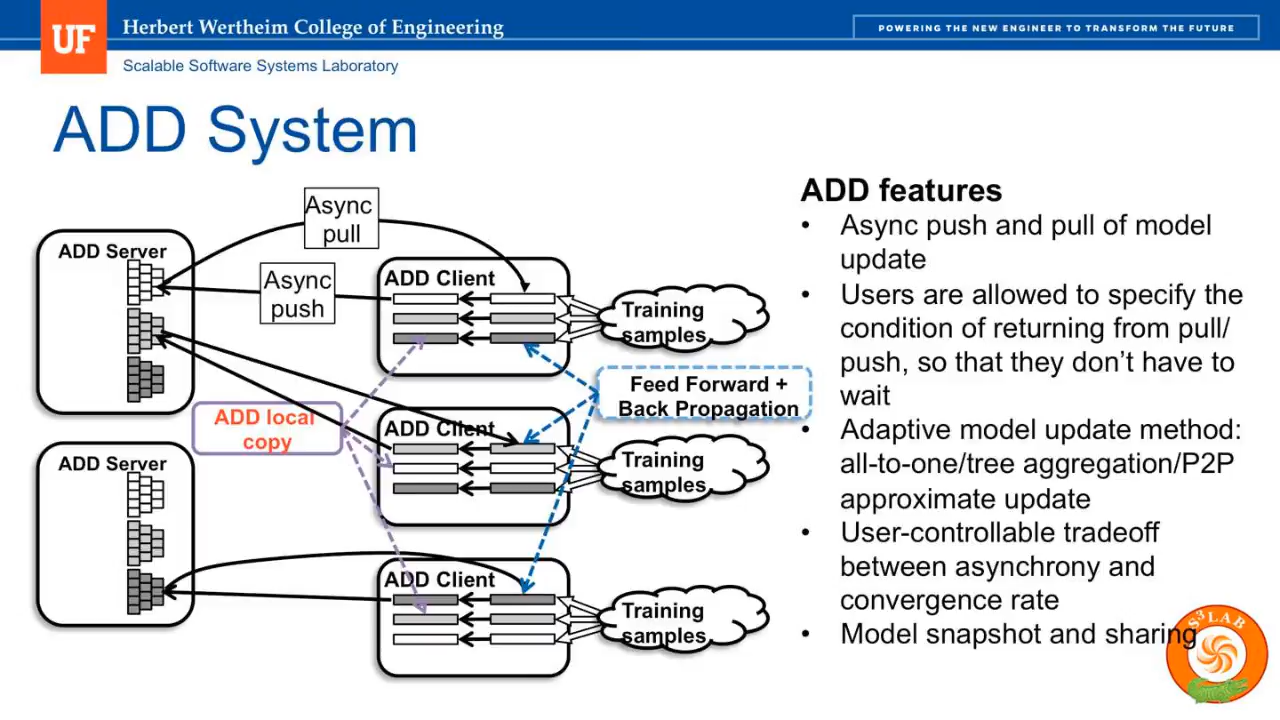 UF
Herbert Wertheim College of Engineering
POWERING THE NEW ENGINEER TO TRANSFORM THE FUTURE
Scalable Software Systems Laboratory
ADD System
Async
pull
ADD Server
Async
push
ADD Client
Training
samples
ADD local
copy
Feed Forward +
Back Propagation
ADD Client
Training
samples
ADD Server
ADD Client
Training
samples
ADD features
• Async push and pull of model
update
• Users are allowed to specify the
condition of returning from pull/
push, so that they don’t have to
wait
• Adaptive model update method:
all-to-one/tree aggregation/P2P
approximate update
• User-controllable tradeoff
between asynchrony and
convergence rate
• Model snapshot and sharing
S³LAB